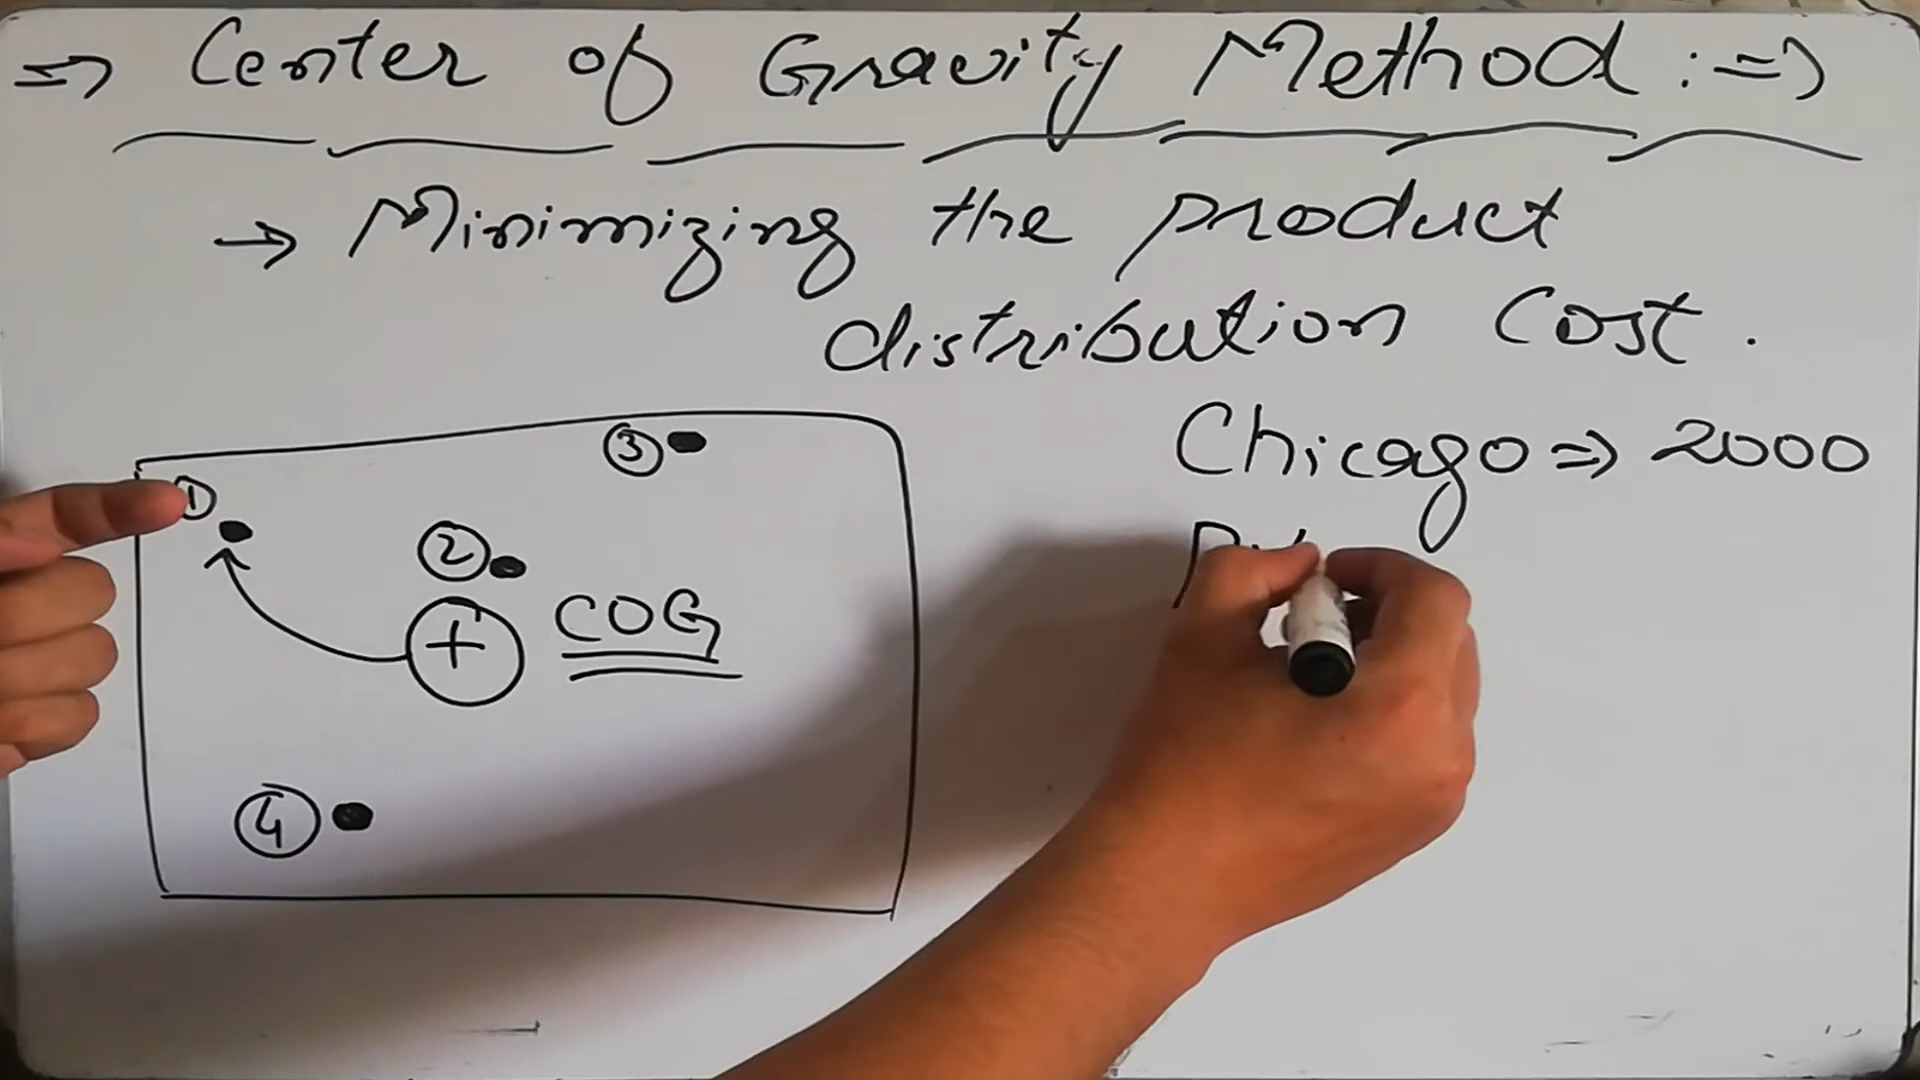 ⇒ Center of Gravity Method :⇒
→ Minimizing the product
distribution cost.
Chicago ⇒ 2000
①
②
③
④
+ COG